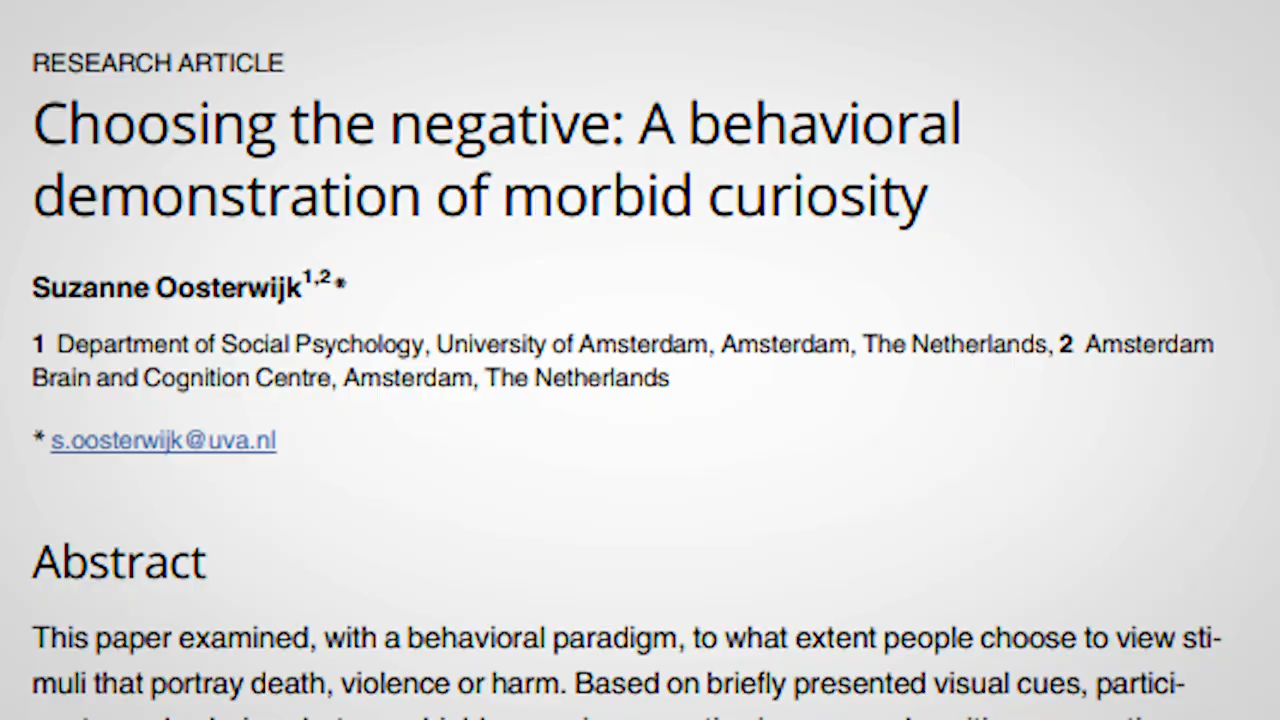 RESEARCH ARTICLE
Choosing the negative: A behavioral
demonstration of morbid curiosity
Suzanne Oosterwijk1,2*
1 Department of Social Psychology, University of Amsterdam, Amsterdam, The Netherlands, 2 Amsterdam
Brain and Cognition Centre, Amsterdam, The Netherlands
* s.oosterwijk@uva.nl
Abstract
This paper examined, with a behavioral paradigm, to what extent people choose to view sti-
muli that portray death, violence or harm. Based on briefly presented visual cues, partici-